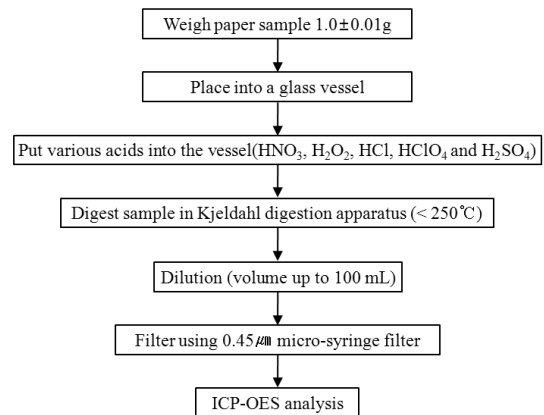 Weigh paper sample 1.0±0.01g
Place into a glass vessel
Put various acids into the vessel(HNO₃, H₂O₂, HCl, HClO₄ and H₂SO₄)
Digest sample in Kjeldahl digestion apparatus (< 250℃)
Dilution (volume up to 100 mL)
Filter using 0.45㎛ micro-syringe filter
ICP-OES analysis